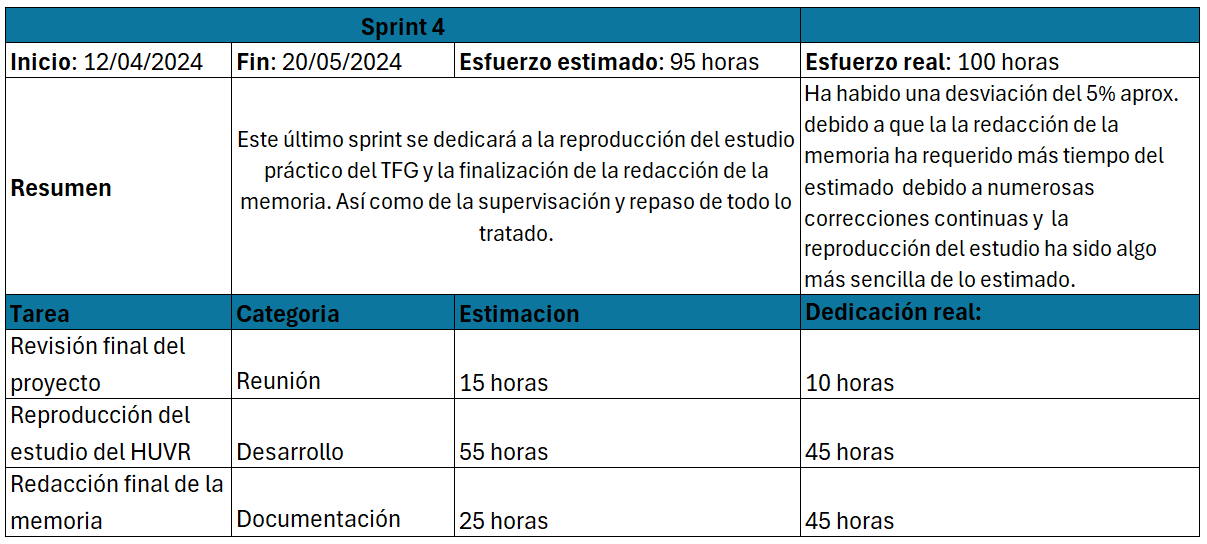 Sprint 4
Inicio: 12/04/2024 Fin: 20/05/2024 Esfuerzo estimado: 95 horas Esfuerzo real: 100 horas
Resumen
Este último sprint se dedicará a la reproducción del estudio
práctico del TFG y la finalización de la redacción de la
memoria. Así como de la supervisación y repaso de todo lo
tratado.
Ha habido una desviación del 5% aprox.
debido a que la la redacción de la
memoria ha requerido más tiempo del
estimado  debido a numerosas
correcciones continuas y  la
reproducción del estudio ha sido algo
más sencilla de lo estimado.
Tarea Categoria Estimacion Dedicación real:
Revisión final del
proyecto Reunión 15 horas 10 horas
Reproducción del
estudio del HUVR Desarrollo 55 horas 45 horas
Redacción final de la
memoria Documentación 25 horas 45 horas